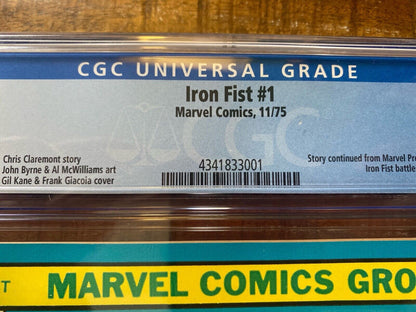 CGC UNIVERSAL GRADE
Iron Fist #1
Marvel Comics, 11/75
Chris Claremont story
John Byrne & Al McWilliams art
Gil Kane & Frank Giacoia cover
CGC
4341833001
Story continued from Marvel Pre
Iron Fist battle
MARVEL COMICS GRO